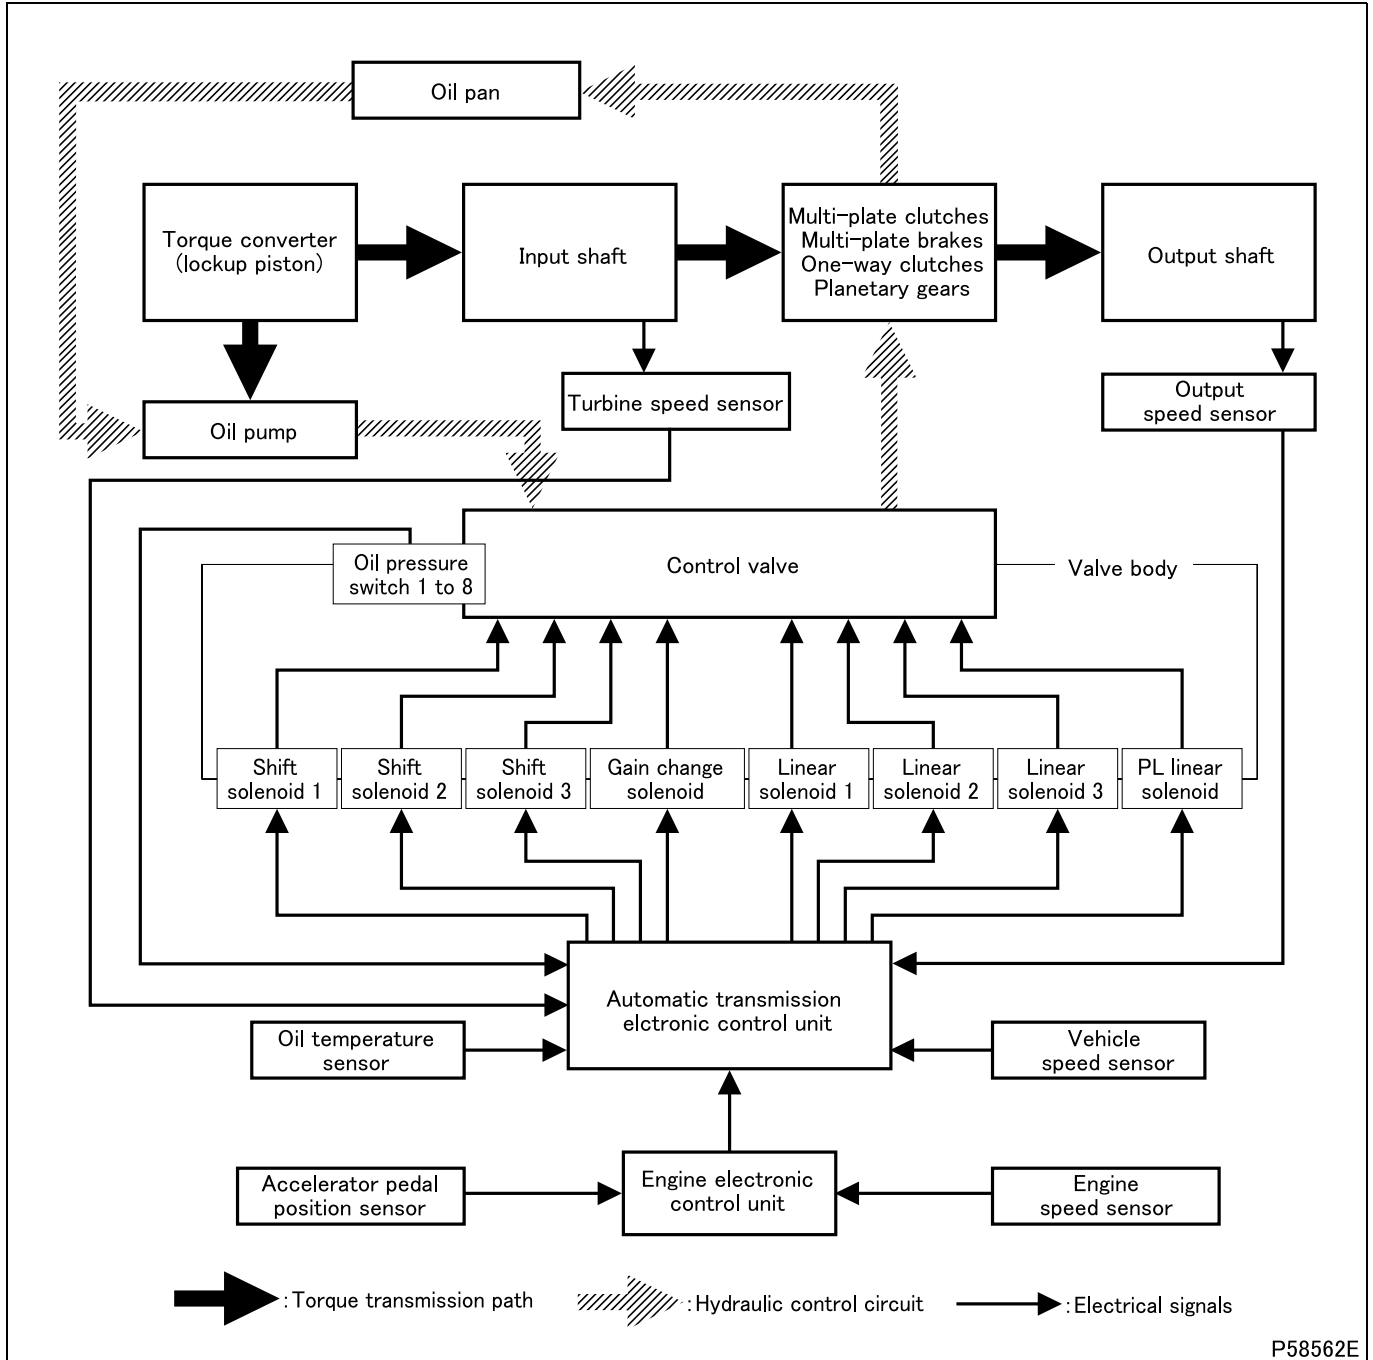 Oil pan
Torque converter
(lockup piston)
Input shaft
Multi-plate clutches
Multi-plate brakes
One-way clutches
Planetary gears
Output shaft
Turbine speed sensor
Output
speed sensor
Oil pump
Oil pressure
switch 1 to 8
Control valve
Valve body
Shift
solenoid 1
Shift
solenoid 2
Shift
solenoid 3
Gain change
solenoid
Linear
solenoid 1
Linear
solenoid 2
Linear
solenoid 3
PL linear
solenoid
Automatic transmission
elctronic control unit
Oil temperature
sensor
Vehicle
speed sensor
Accelerator pedal
position sensor
Engine electronic
control unit
Engine
speed sensor
: Torque transmission path
: Hydraulic control circuit
: Electrical signals
P58562E